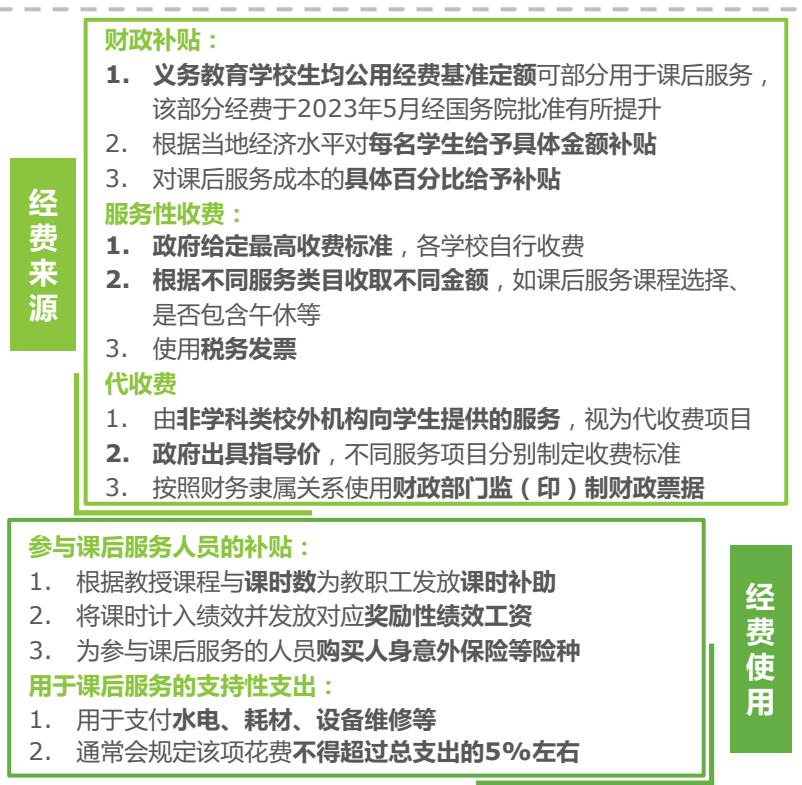 财政补贴：
1. 义务教育学校生均公用经费基准定额可部分用于课后服务，
该部分经费于2023年5月经国务院批准有所提升
2. 根据当地经济水平对每名学生给予具体金额补贴
3. 对课后服务成本的具体百分比给予补贴
经费来源
服务性收费：
1. 政府给定最高收费标准，各学校自行收费
2. 根据不同服务类目收取不同金额，如课后服务课程选择、
是否包含午休等
3. 使用税务发票
代收费
1. 由非学科类校外机构向学生提供的服务，视为代收费项目
2. 政府出具指导价，不同服务项目分别制定收费标准
3. 按照财务隶属关系使用财政部门监（印）制财政票据
参与课后服务人员的补贴：
1. 根据教授课程与课时数为教职工发放课时补助
2. 将课时计入绩效并发放对应奖励性绩效工资
3. 为参与课后服务的人员购买人身意外保险等险种
经费使用
用于课后服务的支持性支出：
1. 用于支付水电、耗材、设备维修等
2. 通常会规定该项花费不得超过总支出的5%左右